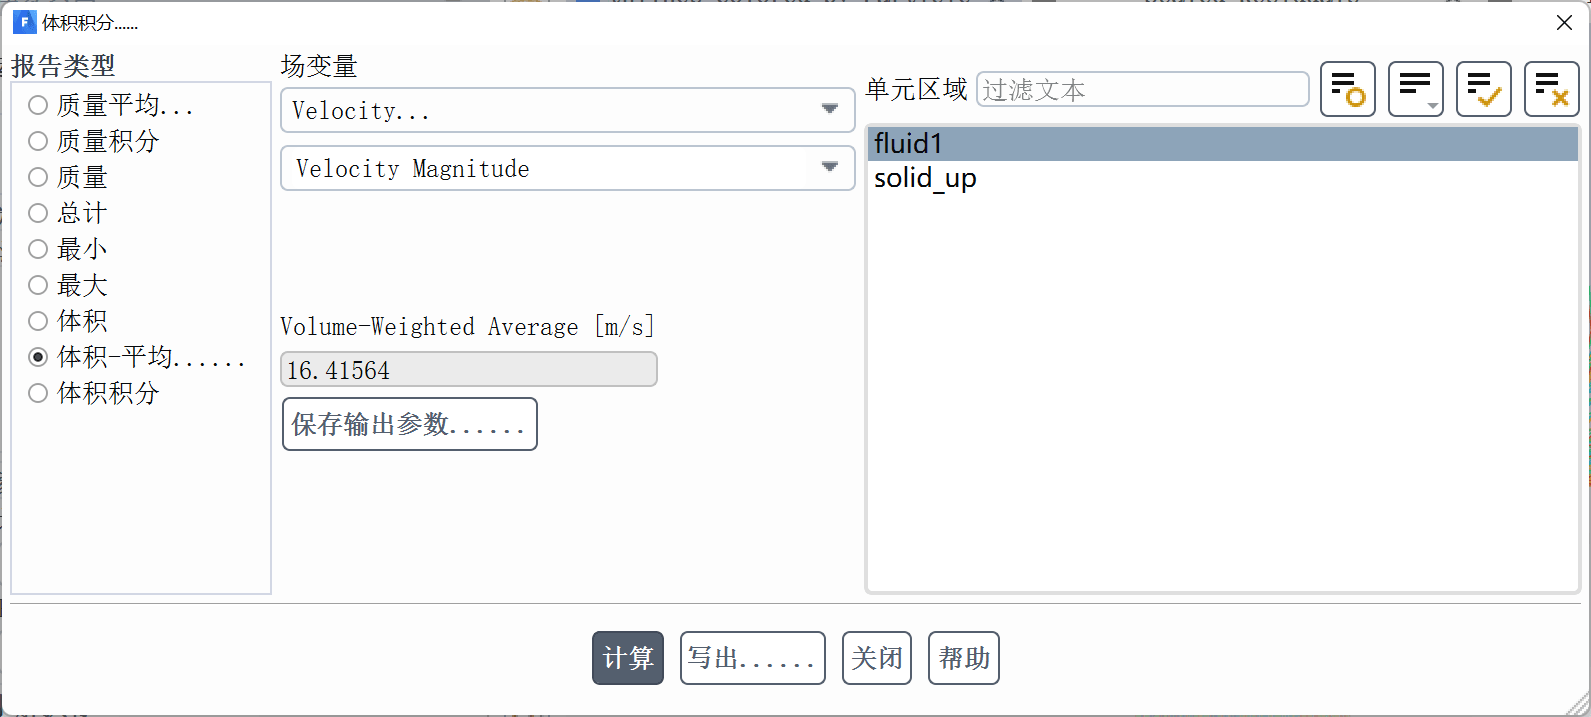 体积积分......
报告类型
质量平均...
质量积分
质量
总计
最小
最大
体积
体积-平均......
体积积分
场变量
Velocity...
Velocity Magnitude
Volume-Weighted Average [m/s]
16.41564
保存输出参数......
单元区域 过滤文本
fluid1
solid_up
计算 写出...... 关闭 帮助